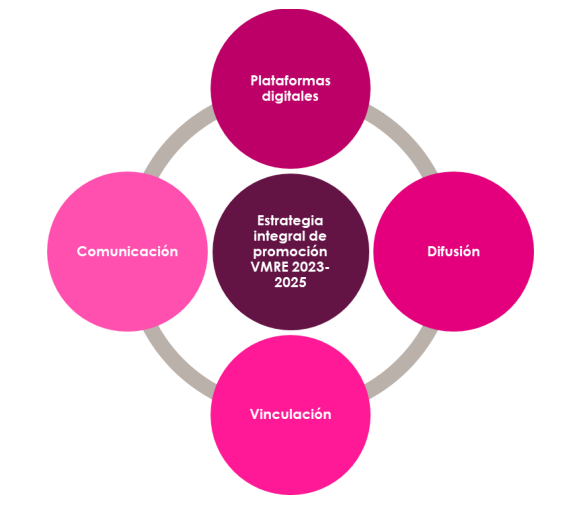 Plataformas
digitales
Comunicación
Estrategia
integral de
promoción
VMRE 2023-
2025
Difusión
Vinculación